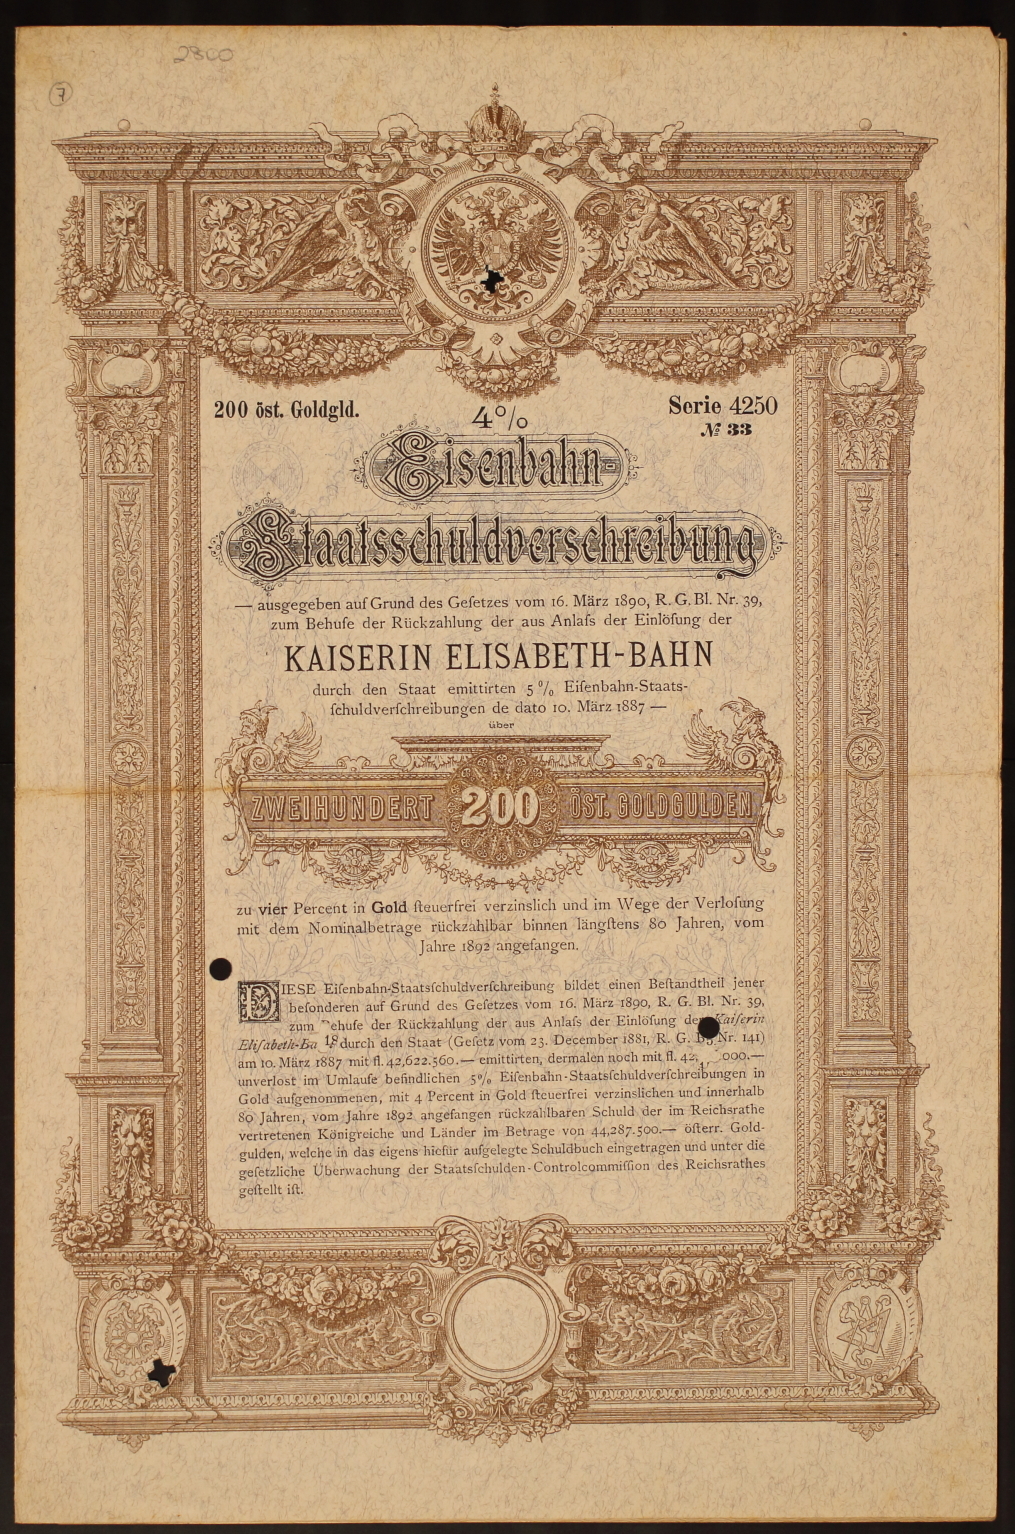 2800
7
200 öst. Goldgld.
4%
Serie 4250
№ 33
Eisenbahn-
Staatsschuldverschreibung
— ausgegeben auf Grund des Geſetzes vom 16. März 1890, R. G. Bl. Nr. 39,
zum Behufe der Rückzahlung der aus Anlaſs der Einlöſung der
KAISERIN ELISABETH-BAHN
durch den Staat emittirten 5% Eiſenbahn-Staats-
ſchuldverſchreibungen de dato 10. März 1887 —
über
ZWEIHUNDERT 200 ÖST. GOLDGULDEN
zu vier Percent in Gold ſteuerfrei verzinslich und im Wege der Verloſung
mit dem Nominalbetrage rückzahlbar binnen längſtens 80 Jahren, vom
Jahre 1892 angefangen.
DIESE Eiſenbahn-Staatſchuldverſchreibung bildet einen Beſtandtheil jener
beſonderen auf Grund des Geſetzes vom 16. März 1890, R. G. Bl. Nr. 39,
zum ehufe der Rückzahlung der aus Anlaſs der Einlöſung der Kaiſerin
Eliſabeth-Ba durch den Staat (Geſetz vom 23. December 1881, R. G. B Nr. 141)
am 10. März 1887 mit fl. 42,622.560.— emittirten, dermalen noch mit fl. 42, .000.—
unverlost im Umlaufe befindlichen 5% Eiſenbahn-Staatsſchuldverſchreibungen in
Gold aufgenommenen, mit 4 Percent in Gold ſteuerfrei verzinslichen und innerhalb
80 Jahren, vom Jahre 1892 angefangen rückzahlbaren Schuld der im Reichsrathe
vertretenen Königreiche und Länder im Betrage von 44,287.500.— öſterr. Gold-
gulden, welche in das eigens hiefür aufgelegte Schuldbuch eingetragen und unter die
geſetzliche Überwachung der Staatſchulden-Controlcommiſſion des Reichsrathes
geſtellt iſt.